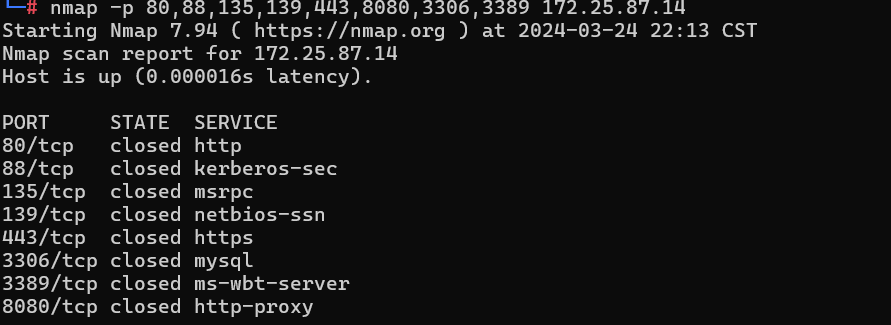 └─# nmap -p 80,88,135,139,443,8080,3306,3389 172.25.87.14
Starting Nmap 7.94 ( https://nmap.org ) at 2024-03-24 22:13 CST
Nmap scan report for 172.25.87.14
Host is up (0.000016s latency).
PORT     STATE  SERVICE
80/tcp   closed http
88/tcp   closed kerberos-sec
135/tcp  closed msrpc
139/tcp  closed netbios-ssn
443/tcp  closed https
3306/tcp closed mysql
3389/tcp closed ms-wbt-server
8080/tcp closed http-proxy